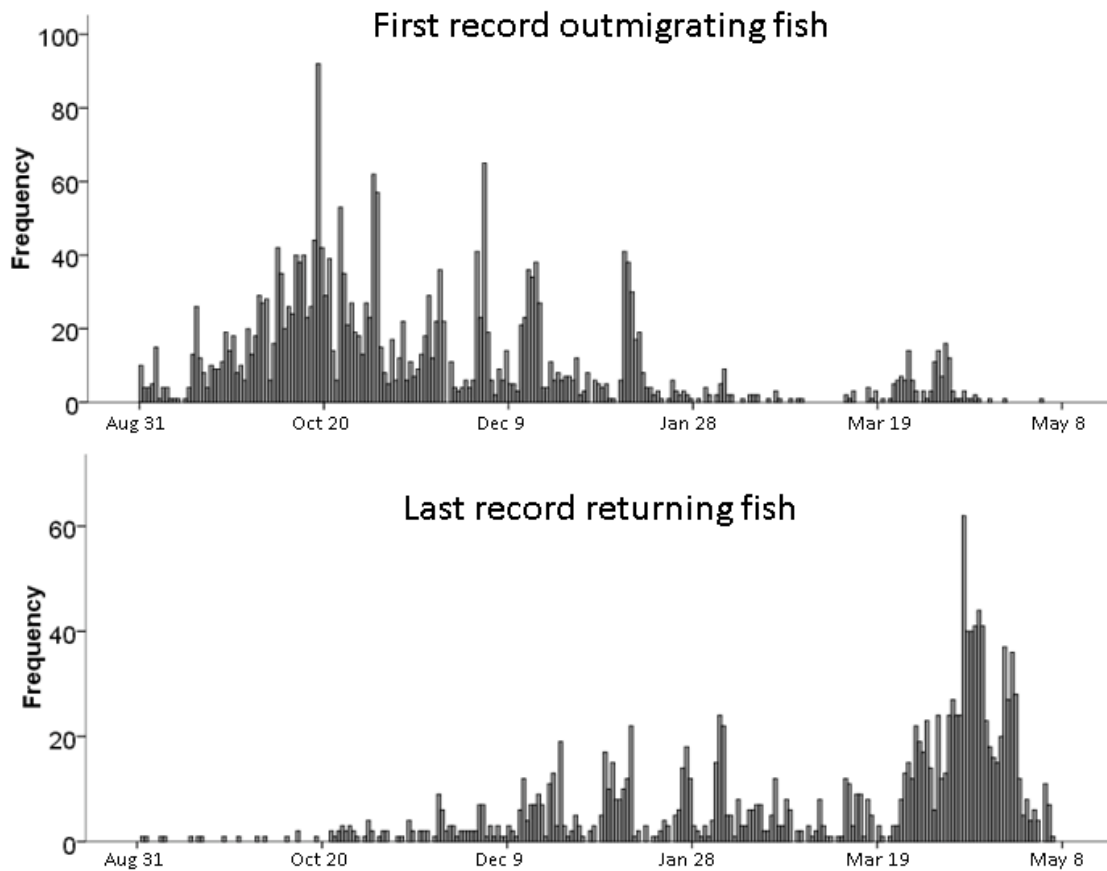 First record outmigrating fish
Frequency
100
80
60
40
20
0
Aug 31 Oct 20 Dec 9 Jan 28 Mar 19 May 8
Last record returning fish
Frequency
60
40
20
0
Aug 31 Oct 20 Dec 9 Jan 28 Mar 19 May 8